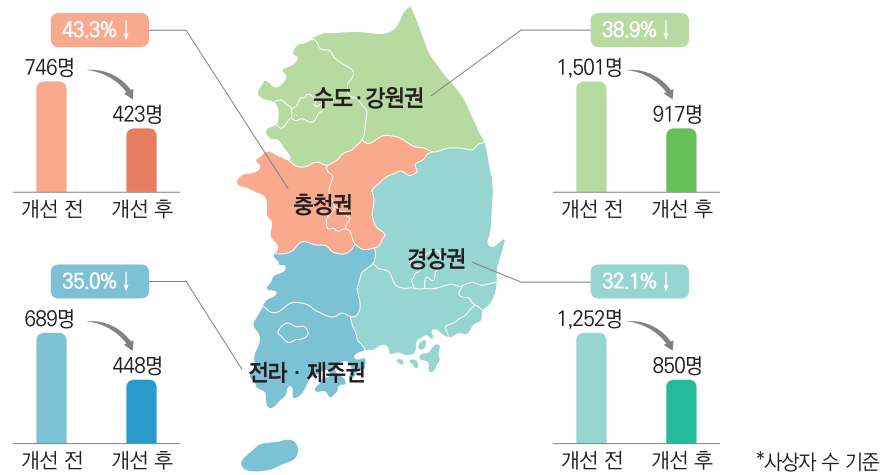 43.3% ↓
746명
423명
개선 전 개선 후
38.9% ↓
1,501명
917명
개선 전 개선 후
수도·강원권
충청권
경상권
전라·제주권
35.0% ↓
689명
448명
개선 전 개선 후
32.1% ↓
1,252명
850명
개선 전 개선 후
*사상자 수 기준